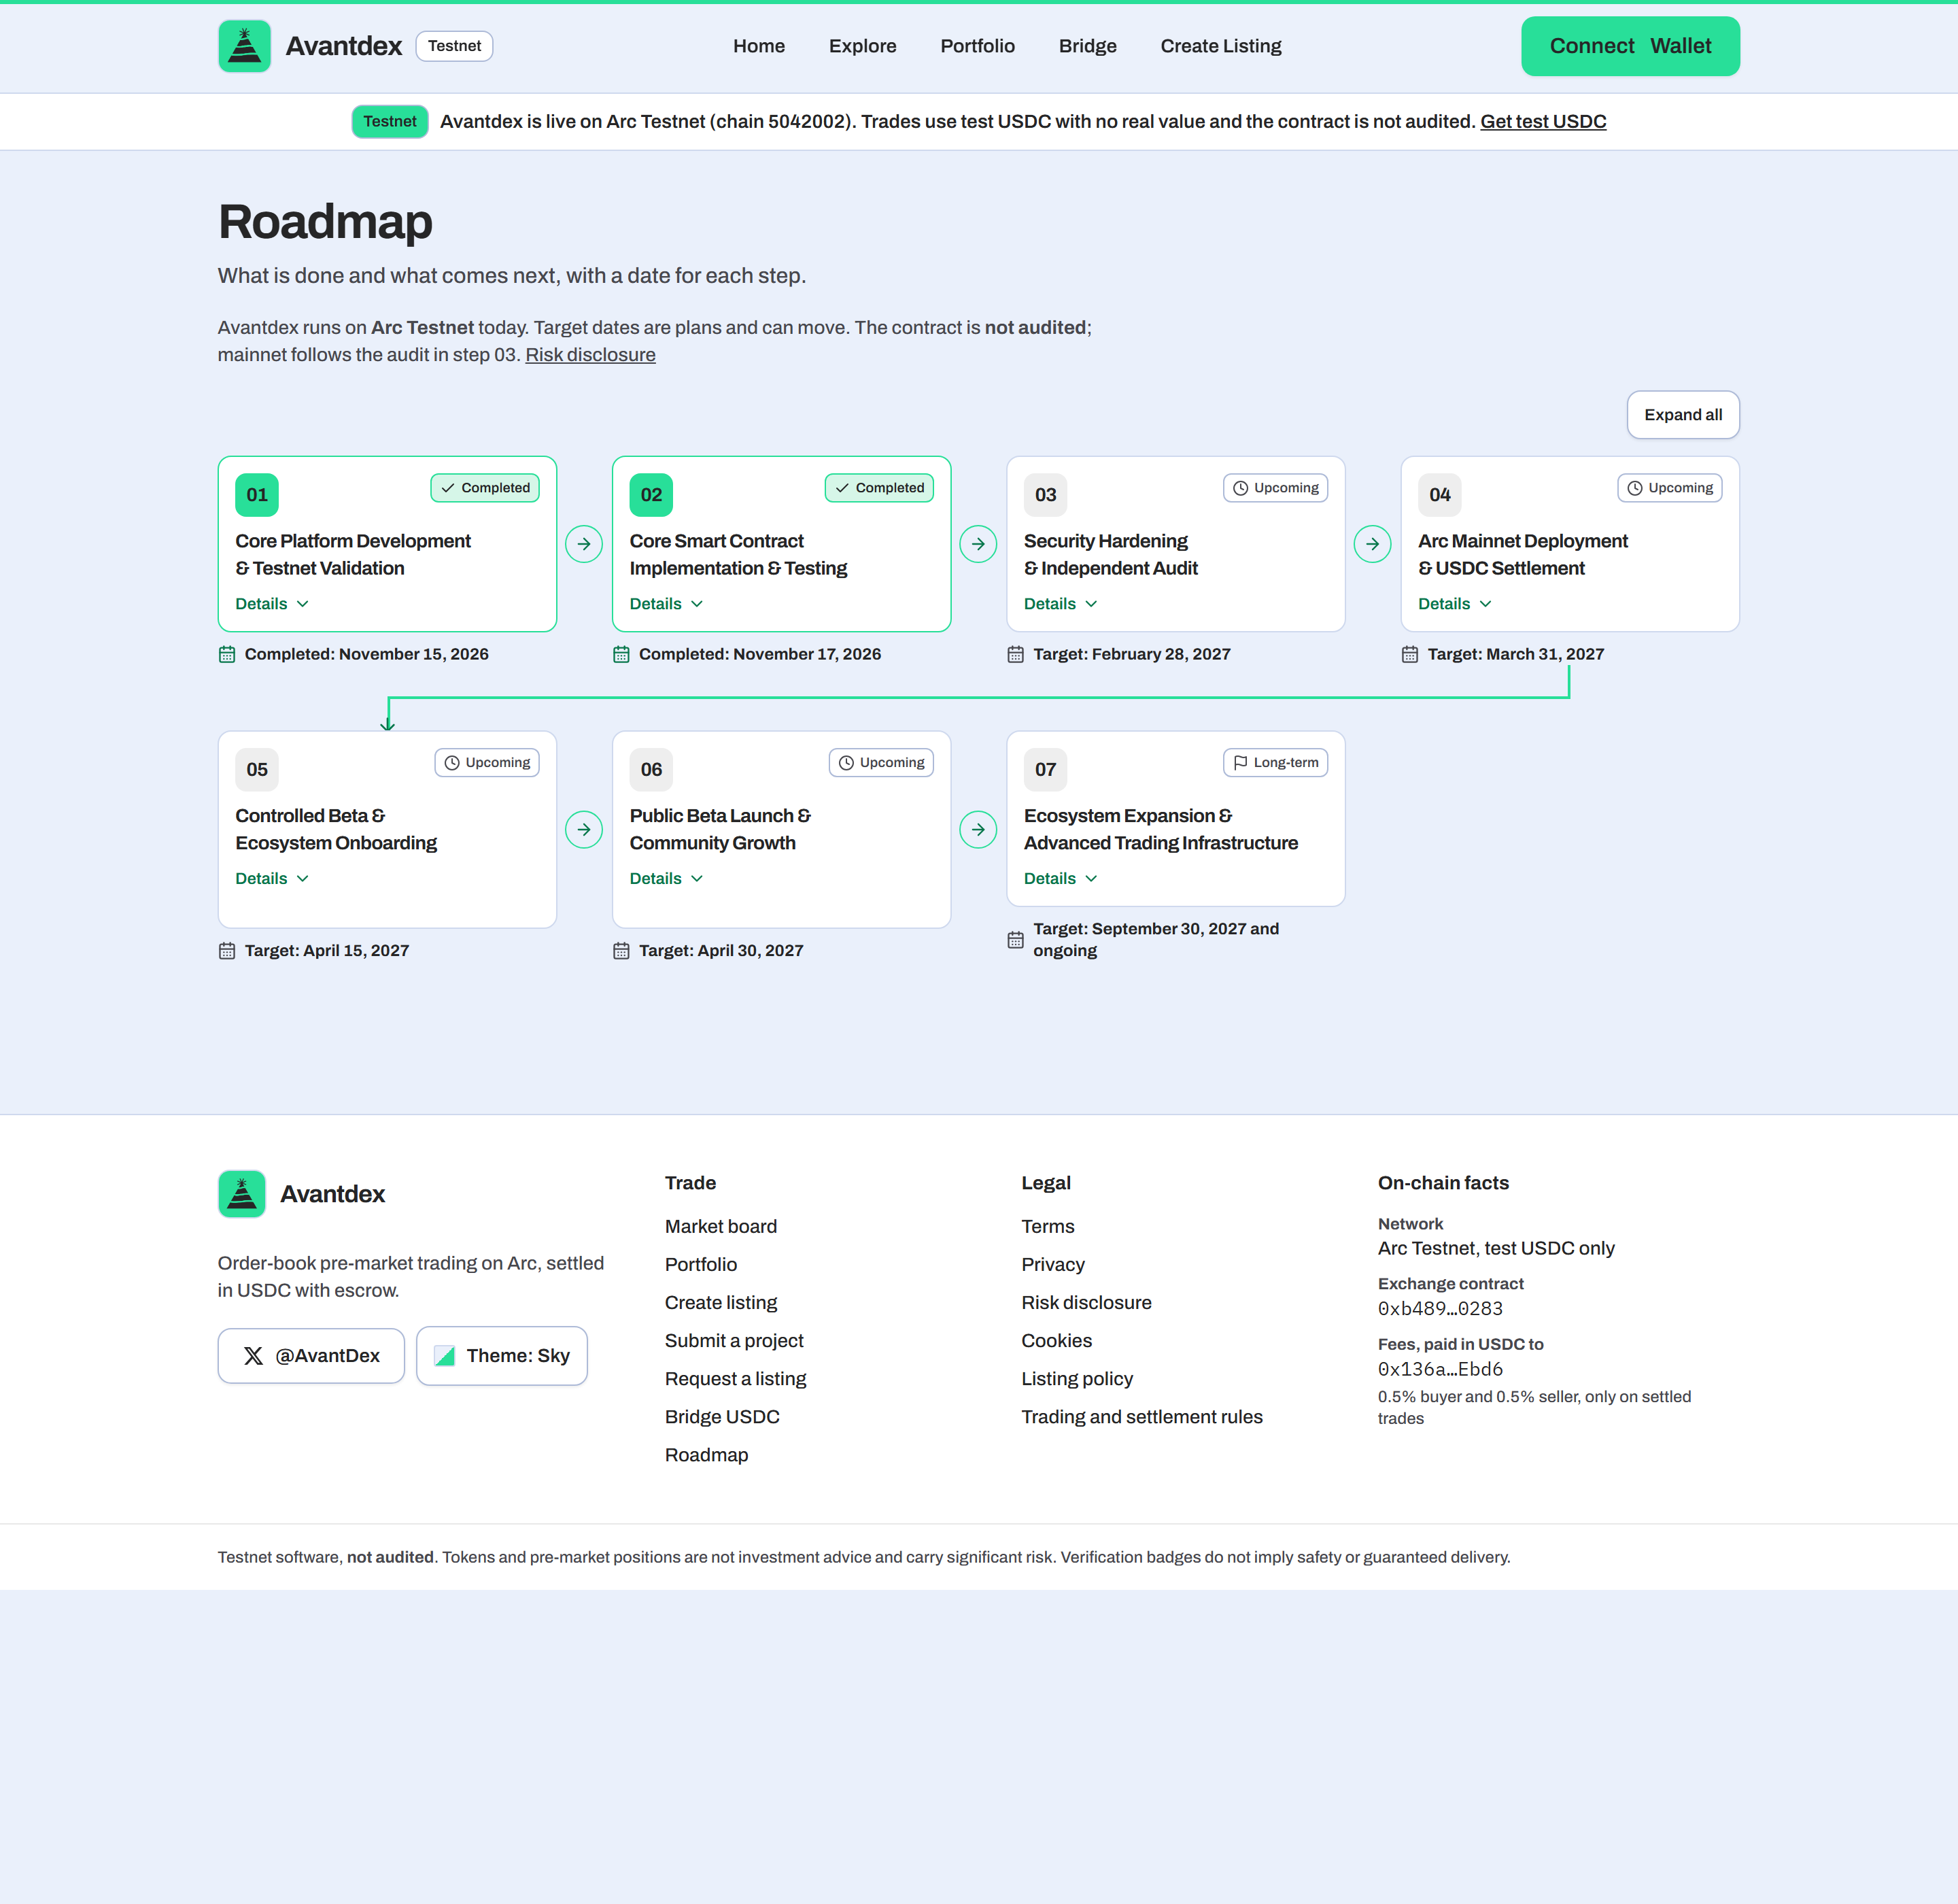 Avantdex
Testnet
Home
Explore
Portfolio
Bridge
Create Listing
Connect Wallet
Testnet
Avantdex is live on Arc Testnet (chain 5042002). Trades use test USDC with no real value and the contract is not audited. Get test USDC
Roadmap
What is done and what comes next, with a date for each step.
Avantdex runs on Arc Testnet today. Target dates are plans and can move. The contract is not audited;
mainnet follows the audit in step 03. Risk disclosure
Expand all
01
Completed
Core Platform Development
& Testnet Validation
Details
Completed: November 15, 2026
02
Completed
Core Smart Contract
Implementation & Testing
Details
Completed: November 17, 2026
03
Upcoming
Security Hardening
& Independent Audit
Details
Target: February 28, 2027
04
Upcoming
Arc Mainnet Deployment
& USDC Settlement
Details
Target: March 31, 2027
05
Upcoming
Controlled Beta &
Ecosystem Onboarding
Details
Target: April 15, 2027
06
Upcoming
Public Beta Launch &
Community Growth
Details
Target: April 30, 2027
07
Long-term
Ecosystem Expansion &
Advanced Trading Infrastructure
Details
Target: September 30, 2027 and
ongoing
Avantdex
Order-book pre-market trading on Arc, settled
in USDC with escrow.
@AvantDex
Theme: Sky
Trade
Market board
Portfolio
Create listing
Submit a project
Request a listing
Bridge USDC
Roadmap
Legal
Terms
Privacy
Risk disclosure
Cookies
Listing policy
Trading and settlement rules
On-chain facts
Network
Arc Testnet, test USDC only
Exchange contract
0xb489…0283
Fees, paid in USDC to
0x136a…Ebd6
0.5% buyer and 0.5% seller, only on settled
trades
Testnet software, not audited. Tokens and pre-market positions are not investment advice and carry significant risk. Verification badges do not imply safety or guaranteed delivery.